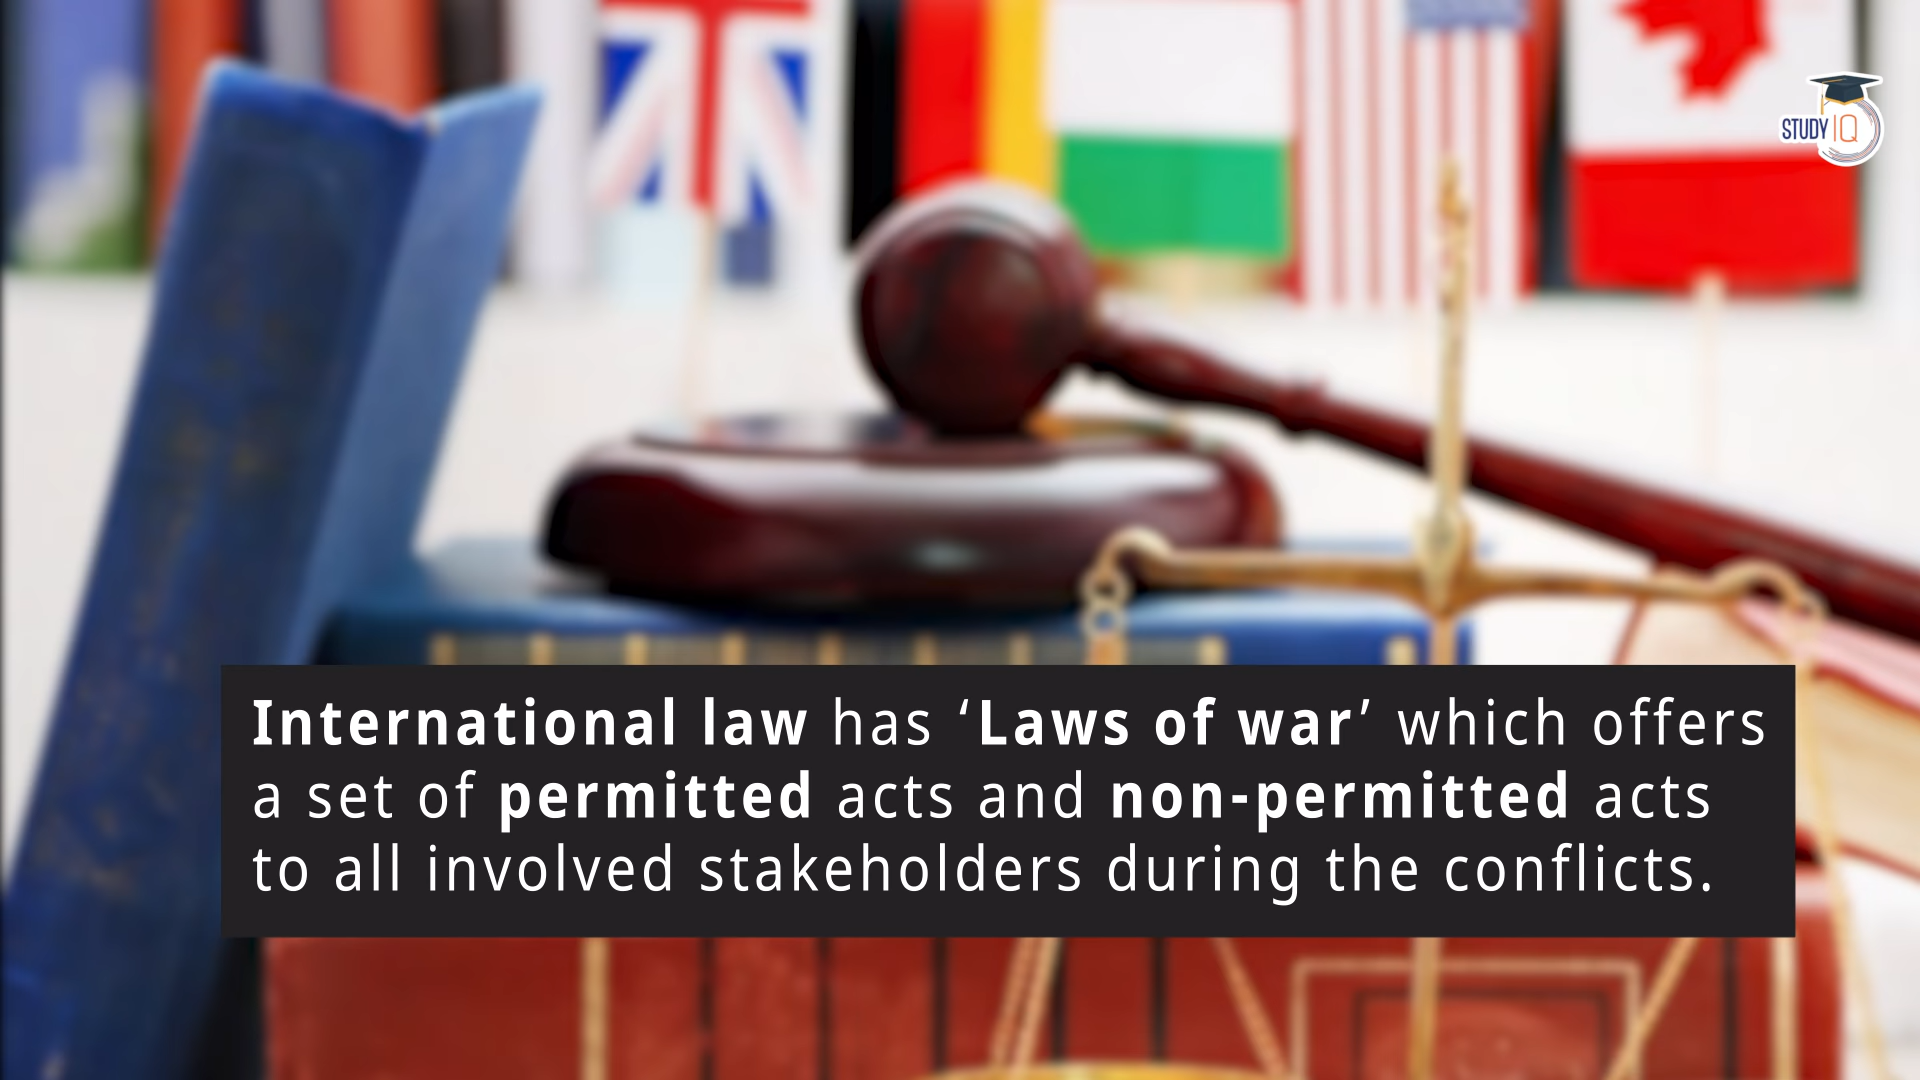 STUDY IQ
International law has ‘Laws of war’ which offers
a set of permitted acts and non-permitted acts
to all involved stakeholders during the conflicts.